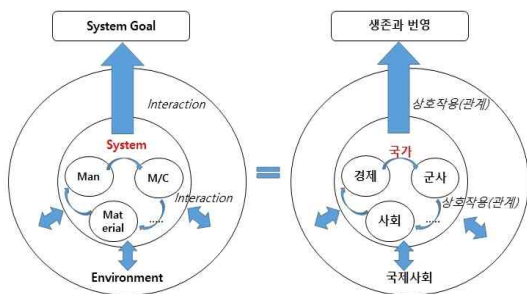 System Goal
Interaction
System
Man
M/C
Interaction
Mat
erial
.....
Environment
=
생존과 번영
상호작용(관계)
국가
경제
군사
상호작용(관계)
사회
.....
국제사회